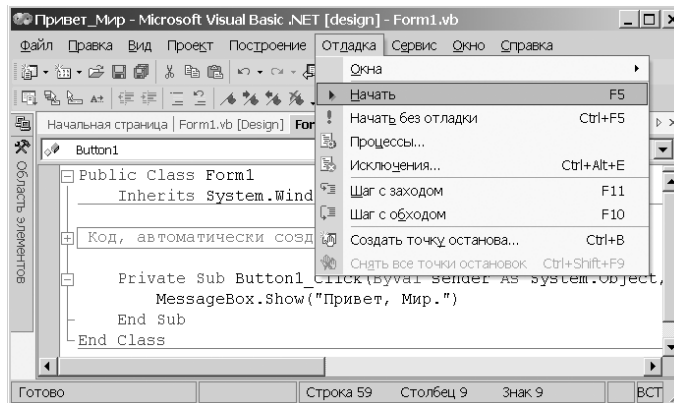 Привет_Мир - Microsoft Visual Basic .NET [design] - Form1.vb
Файл Правка Вид Проект Построение Отладка Сервис Окно Справка
Окна
Начать F5
Начать без отладки Ctrl+F5
Процессы...
Исключения... Ctrl+Alt+E
Шаг с заходом F11
Шаг с обходом F10
Создать точку останова... Ctrl+B
Снять все точки остановок Ctrl+Shift+F9
Начальная страница Form1.vb [Design] For
Button1
Область элементов
Public Class Form1
Inherits System.Wind
Код, автоматически созд
Private Sub Button1_Click(ByVal sender As System.Object,
MessageBox.Show("Привет, Мир.")
End Sub
End Class
Готово Строка 59 Столбец 9 Знак 9 ВСТ